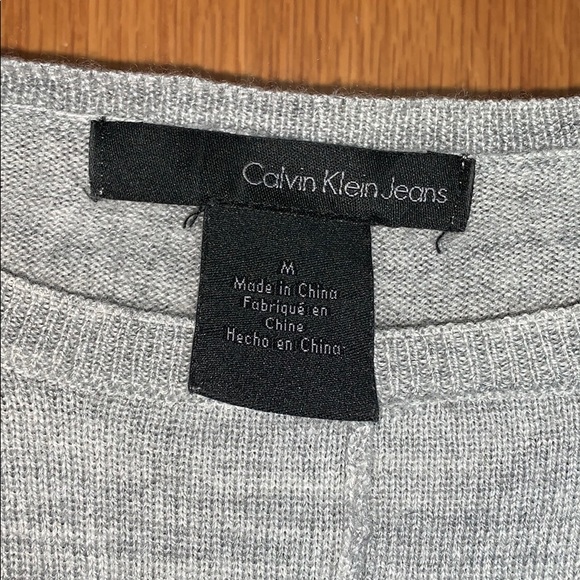 Calvin Klein Jeans
M
Made in China
Fabriqué en
Chine
Hecho en China